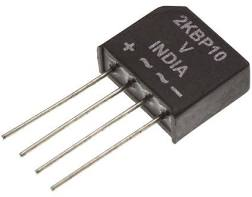 2KBP10
V
INDIA
+ ~ ~